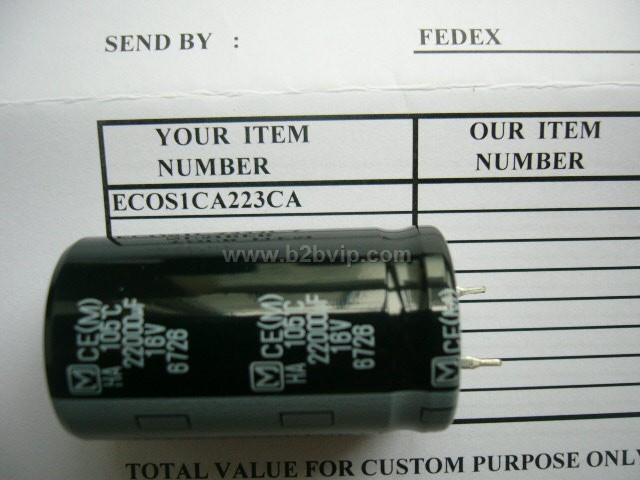 SEND BY :
FEDEX
YOUR ITEM
NUMBER
OUR ITEM
NUMBER
ECOS1CA223CA
www.b2bvip.com
M CE(M)
HA 105°C
22000µF
16V
6726
M CE(M)
HA 105°C
22000µF
16V
6726
TOTAL VALUE FOR CUSTOM PURPOSE ONLY